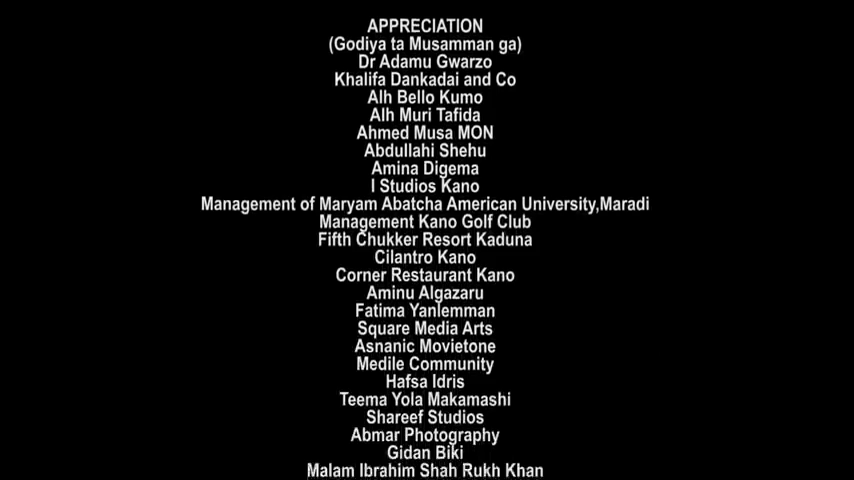 APPRECIATION
(Godiya ta Musamman ga)
Dr Adamu Gwarzo
Khalifa Dankadai and Co
Alh Bello Kumo
Alh Muri Tafida
Ahmed Musa MON
Abdullahi Shehu
Amina Digema
I Studios Kano
Management of Maryam Abatcha American University,Maradi
Management Kano Golf Club
Fifth Chukker Resort Kaduna
Cilantro Kano
Corner Restaurant Kano
Aminu Algazaru
Fatima Yanlemman
Square Media Arts
Asnanic Movietone
Medile Community
Hafsa Idris
Teema Yola Makamashi
Shareef Studios
Abmar Photography
Gidan Biki
Malam Ibrahim Shah Rukh Khan